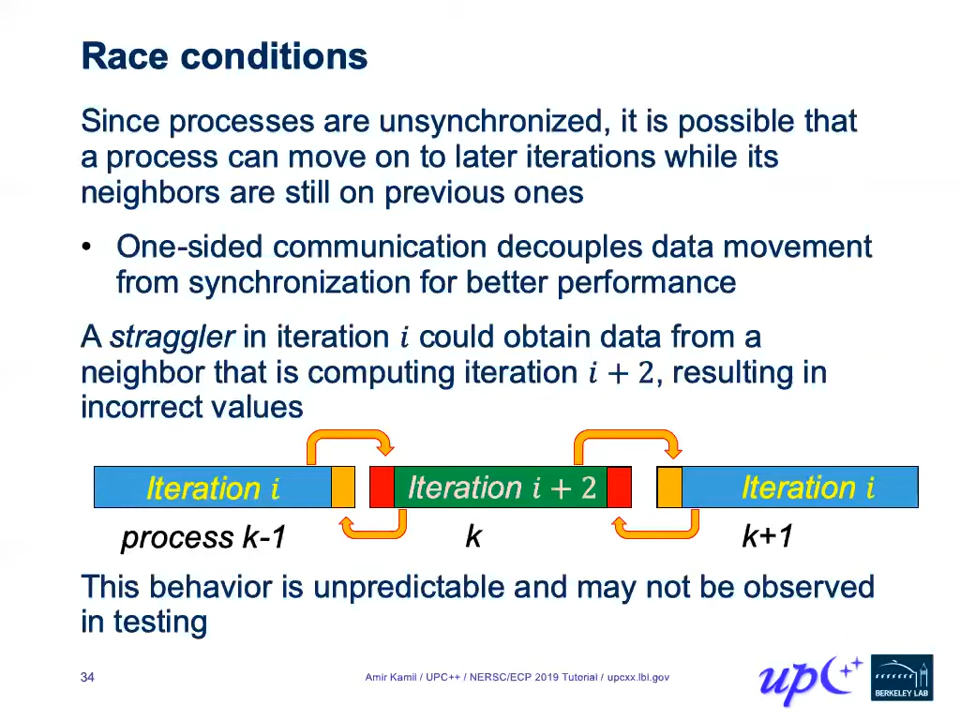 Race conditions
Since processes are unsynchronized, it is possible that
a process can move on to later iterations while its
neighbors are still on previous ones
• One-sided communication decouples data movement
from synchronization for better performance
A straggler in iteration i could obtain data from a
neighbor that is computing iteration i + 2, resulting in
incorrect values
Iteration i Iteration i + 2 Iteration i
process k-1 k k+1
This behavior is unpredictable and may not be observed
in testing
34 Amir Kamil / UPC++ / NERSC/ECP 2019 Tutorial / upcxx.lbl.gov
upc++
BERKELEY LAB